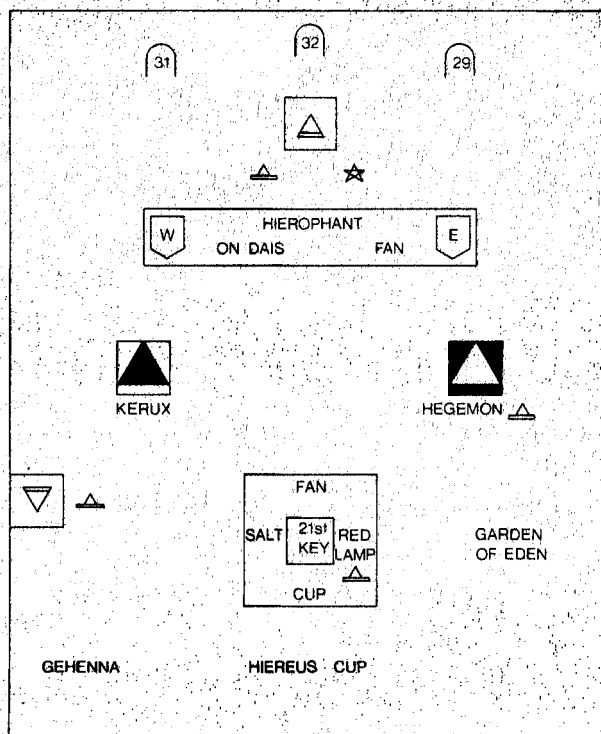 31
32
29
HIEROPHANT
W
E
ON DAIS FAN
KERUX
HEGEMON
FAN
SALT
21st
KEY
RED
LAMP
CUP
GARDEN
OF EDEN
GEHENNA
HIEREUS CUP